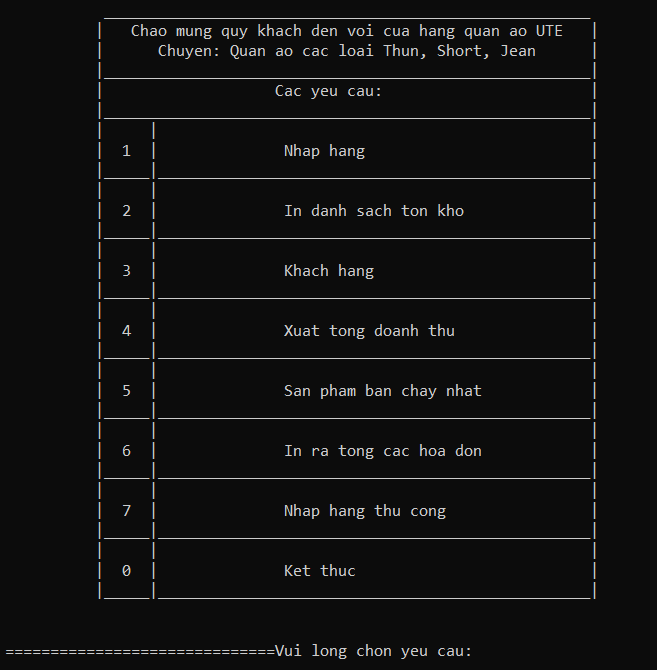 Chao mung quy khach den voi cua hang quan ao UTE
Chuyen: Quan ao cac loai Thun, Short, Jean
Cac yeu cau:
1 Nhap hang
2 In danh sach ton kho
3 Khach hang
4 Xuat tong doanh thu
5 San pham ban chay nhat
6 In ra tong cac hoa don
7 Nhap hang thu cong
0 Ket thuc
==============================Vui long chon yeu cau: